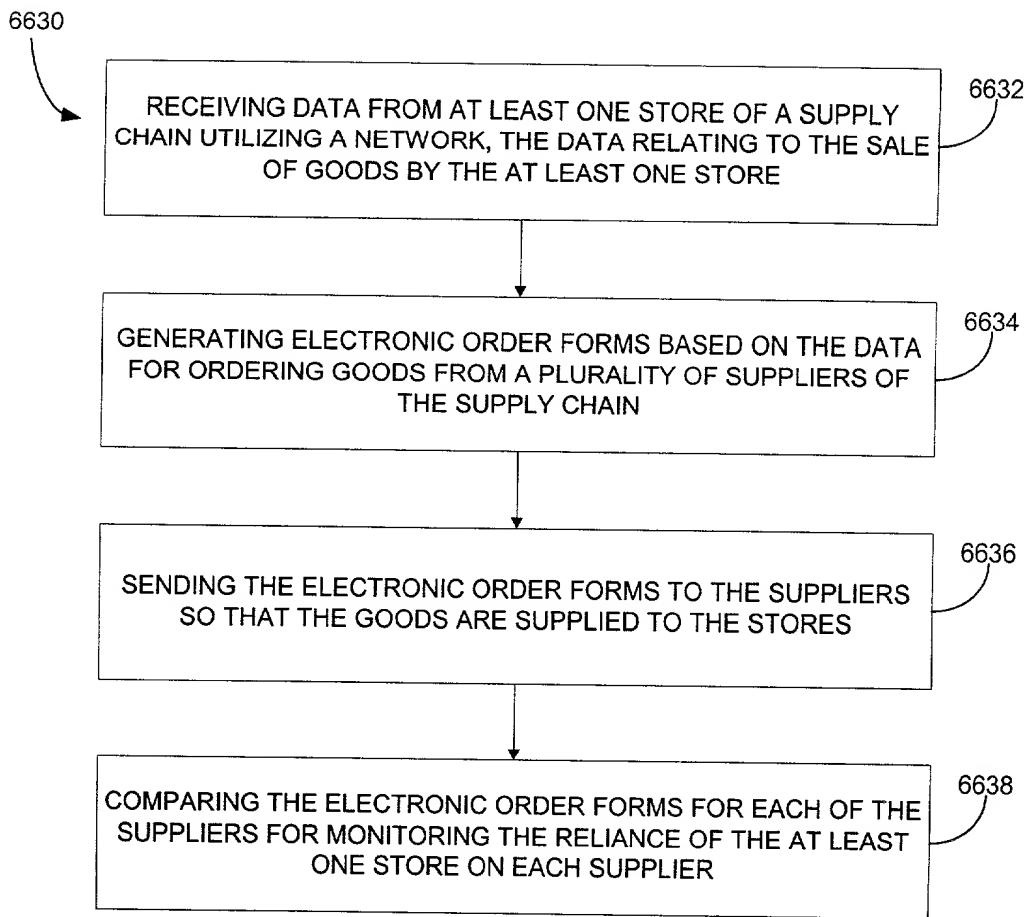 6630
RECEIVING DATA FROM AT LEAST ONE STORE OF A SUPPLY
CHAIN UTILIZING A NETWORK, THE DATA RELATING TO THE SALE
OF GOODS BY THE AT LEAST ONE STORE
6632
GENERATING ELECTRONIC ORDER FORMS BASED ON THE DATA
FOR ORDERING GOODS FROM A PLURALITY OF SUPPLIERS OF
THE SUPPLY CHAIN
6634
SENDING THE ELECTRONIC ORDER FORMS TO THE SUPPLIERS
SO THAT THE GOODS ARE SUPPLIED TO THE STORES
6636
COMPARING THE ELECTRONIC ORDER FORMS FOR EACH OF THE
SUPPLIERS FOR MONITORING THE RELIANCE OF THE AT LEAST
ONE STORE ON EACH SUPPLIER
6638